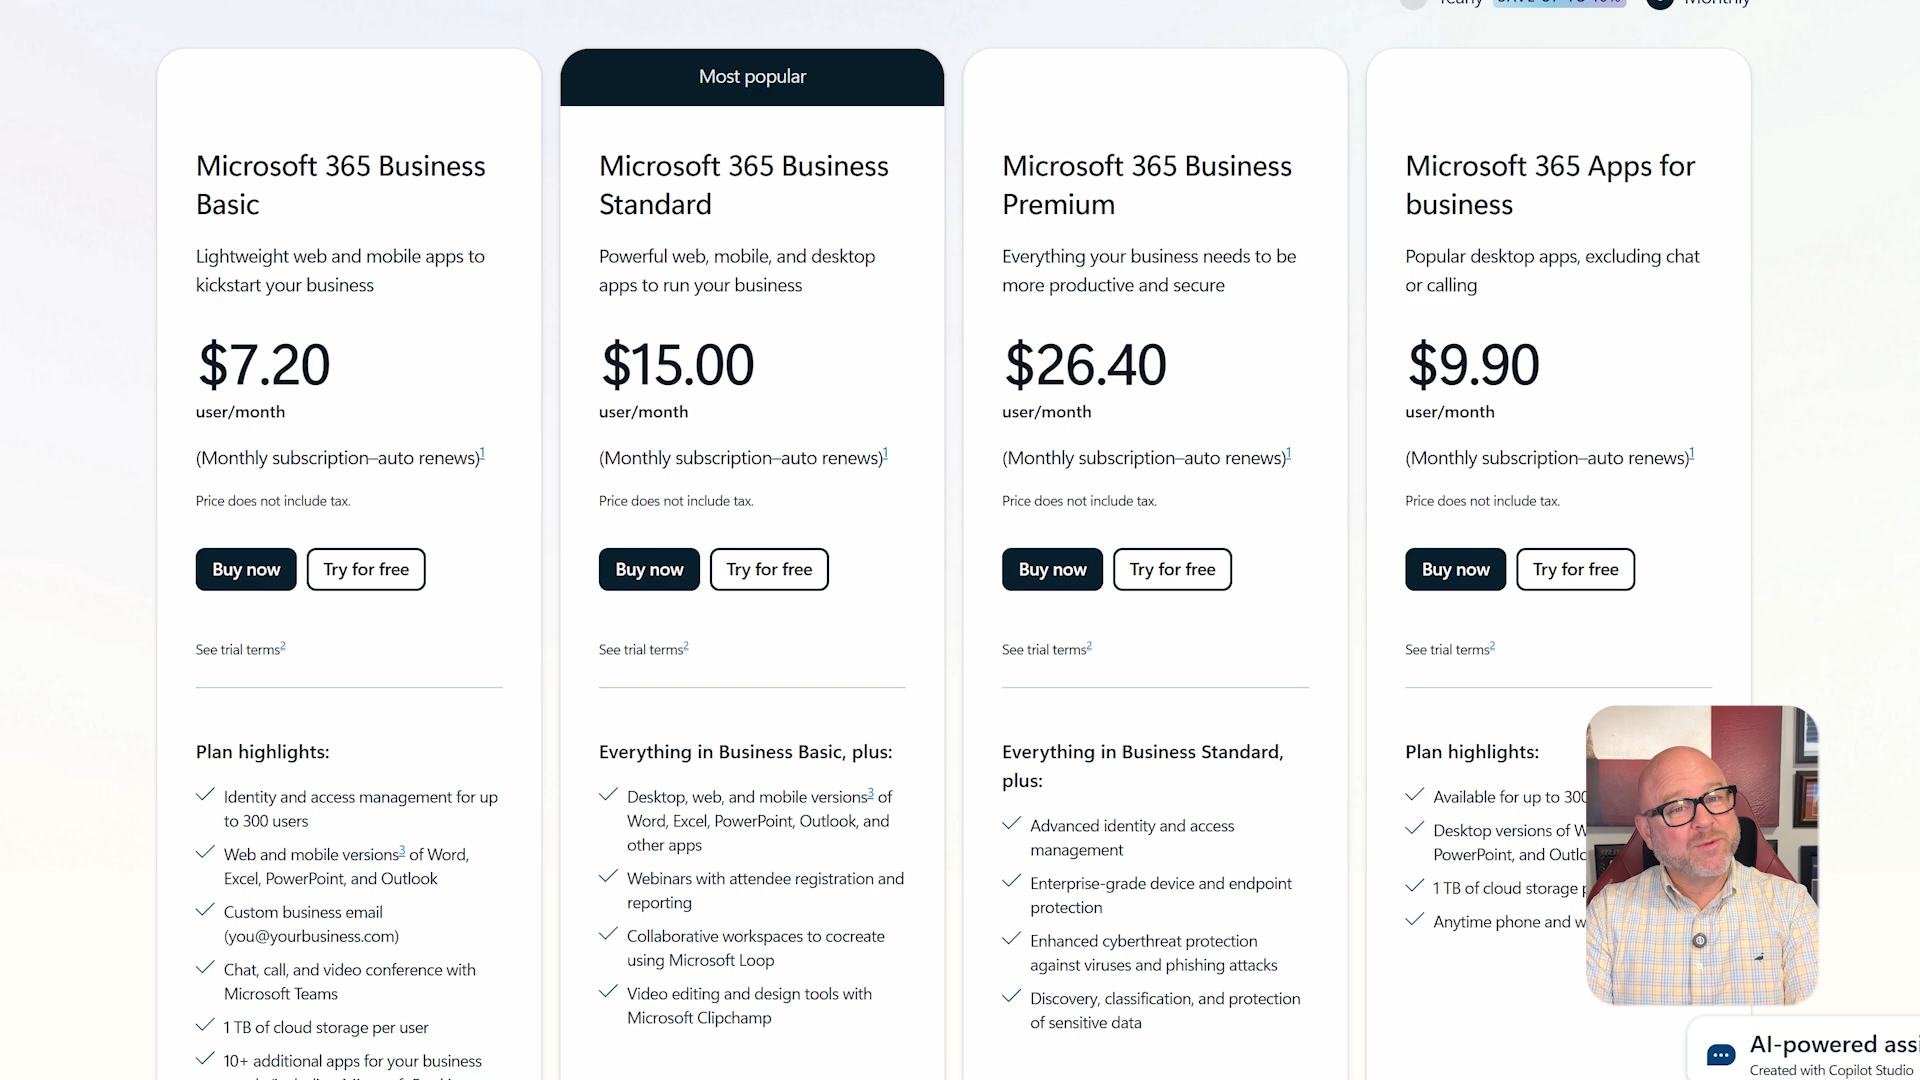 Monthly
Most popular
Microsoft 365 Business
Basic
Lightweight web and mobile apps to
kickstart your business
$7.20
user/month
(Monthly subscription–auto renews)1
Price does not include tax.
Buy now
Try for free
See trial terms2
Plan highlights:
Identity and access management for up
to 300 users
Web and mobile versions3 of Word,
Excel, PowerPoint, and Outlook
Custom business email
(you@yourbusiness.com)
Chat, call, and video conference with
Microsoft Teams
1 TB of cloud storage per user
10+ additional apps for your business
Microsoft 365 Business
Standard
Powerful web, mobile, and desktop
apps to run your business
$15.00
user/month
(Monthly subscription–auto renews)1
Price does not include tax.
Buy now
Try for free
See trial terms2
Everything in Business Basic, plus:
Desktop, web, and mobile versions3 of
Word, Excel, PowerPoint, Outlook, and
other apps
Webinars with attendee registration and
reporting
Collaborative workspaces to cocreate
using Microsoft Loop
Video editing and design tools with
Microsoft Clipchamp
Microsoft 365 Business
Premium
Everything your business needs to be
more productive and secure
$26.40
user/month
(Monthly subscription–auto renews)1
Price does not include tax.
Buy now
Try for free
See trial terms2
Everything in Business Standard,
plus:
Advanced identity and access
management
Enterprise-grade device and endpoint
protection
Enhanced cyberthreat protection
against viruses and phishing attacks
Discovery, classification, and protection
of sensitive data
Microsoft 365 Apps for
business
Popular desktop apps, excluding chat
or calling
$9.90
user/month
(Monthly subscription–auto renews)1
Price does not include tax.
Buy now
Try for free
See trial terms2
Plan highlights:
Available for up to 300
Desktop versions of W
PowerPoint, and Outlo
1 TB of cloud storage
Anytime phone and w
AI-powered assi
Created with Copilot Studio